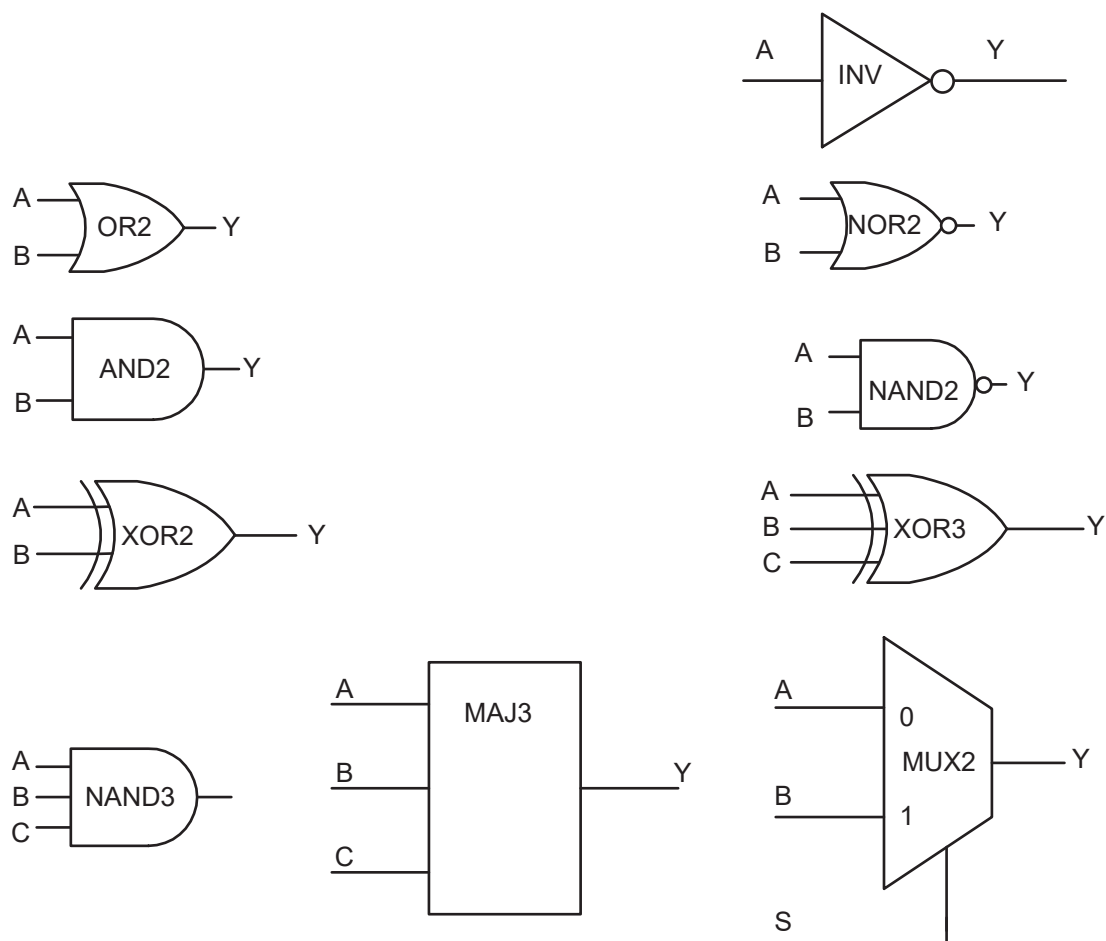 A INV Y
A OR2 Y
B
A NOR2 Y
B
A AND2 Y
B
A NAND2 Y
B
A XOR2 Y
B
A XOR3 Y
B
C
A NAND3
B
C
A MAJ3
B Y
C
A 0
MUX2 Y
B 1
S